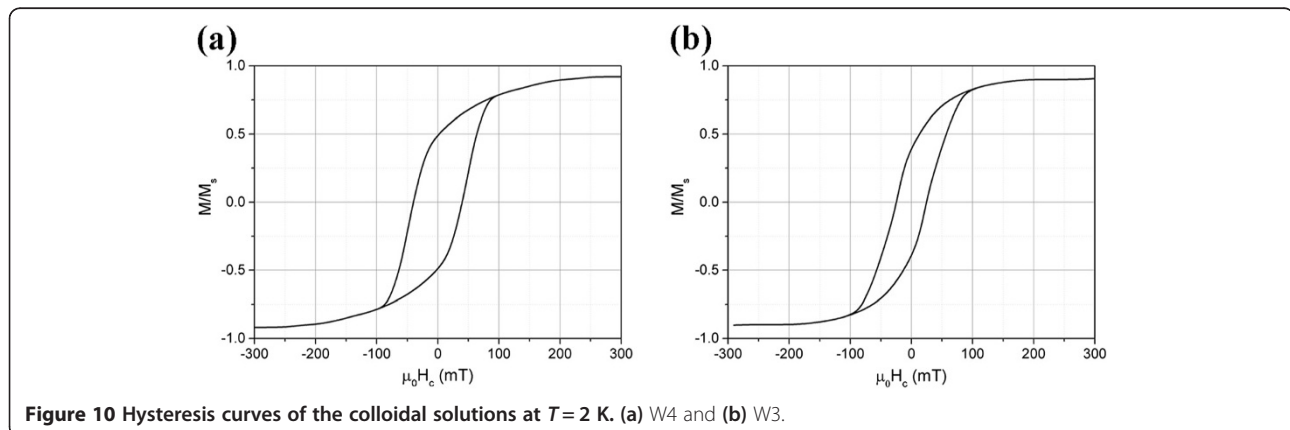 (a)
(b)
1.0
0.5
0.0
-0.5
-1.0
M/Mₛ
-300 -200 -100 0 100 200 300
μ₀H꜀ (mT)
1.0
0.5
0.0
-0.5
-1.0
M/Mₛ
-300 -200 -100 0 100 200 300
μ₀H꜀ (mT)
Figure 10 Hysteresis curves of the colloidal solutions at T = 2 K. (a) W4 and (b) W3.